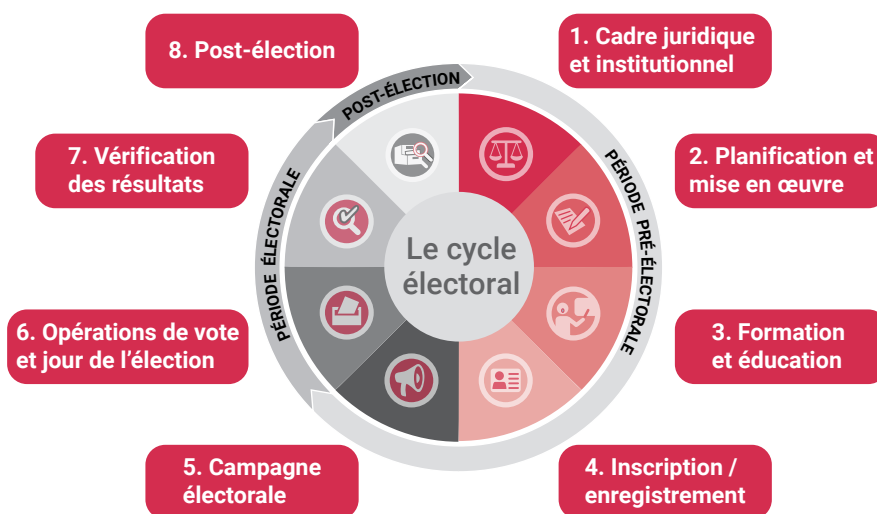 8. Post-élection
1. Cadre juridique
et institutionnel
POST-ÉLECTION
7. Vérification
des résultats
2. Planification et
mise en œuvre
PÉRIODE ÉLECTORALE
PÉRIODE PRÉ-ÉLECTORALE
Le cycle
électoral
6. Opérations de vote
et jour de l’élection
3. Formation
et éducation
5. Campagne
électorale
4. Inscription /
enregistrement